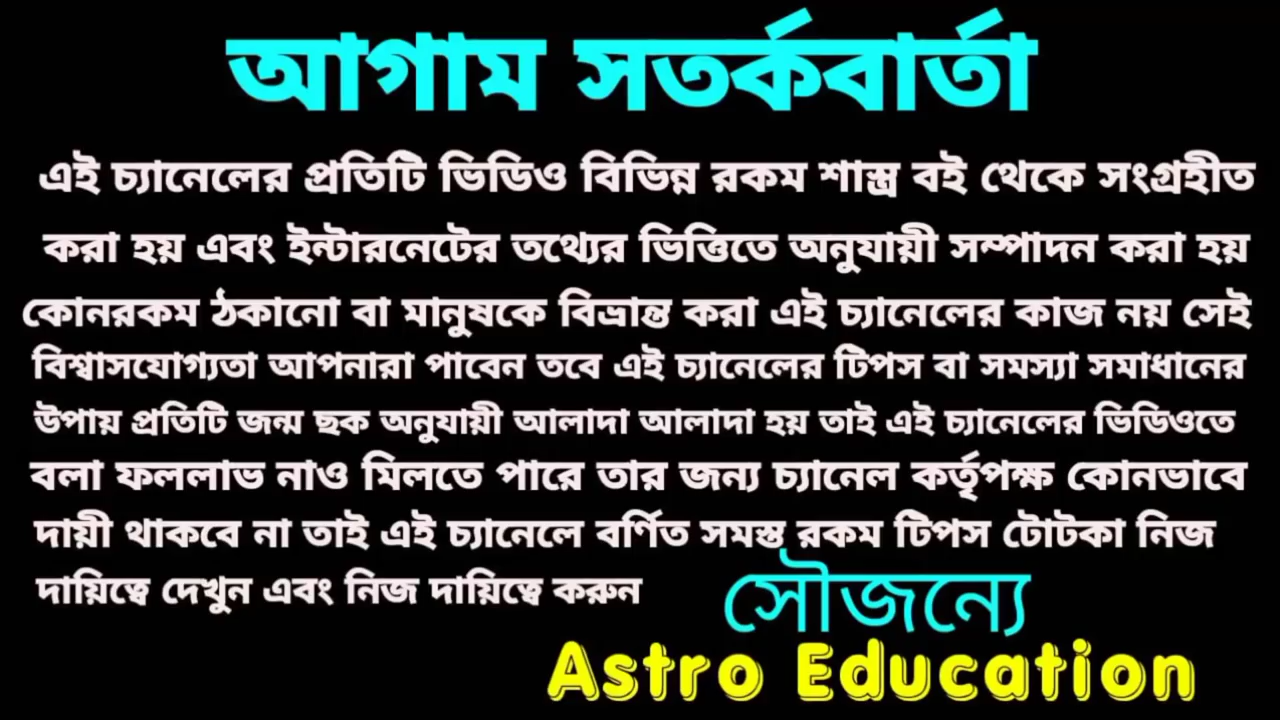 আগাম সতর্কবার্তা
এই চ্যানেলের প্রতিটি ভিডিও বিভিন্ন রকম শাস্ত্র বই থেকে সংগ্রহীত
করা হয় এবং ইন্টারনেটের তথ্যের ভিত্তিতে অনুযায়ী সম্পাদন করা হয়
কোনরকম ঠকানো বা মানুষকে বিভ্রান্ত করা এই চ্যানেলের কাজ নয় সেই
বিশ্বাসযোগ্যতা আপনারা পাবেন তবে এই চ্যানেলের টিপস বা সমস্যা সমাধানের
উপায় প্রতিটি জন্ম ছক অনুযায়ী আলাদা আলাদা হয় তাই এই চ্যানেলের ভিডিওতে
বলা ফললাভ নাও মিলতে পারে তার জন্য চ্যানেল কর্তৃপক্ষ কোনভাবে
দায়ী থাকবে না তাই এই চ্যানেলে বর্ণিত সমস্ত রকম টিপস টোটকা নিজ
দায়িত্বে দেখুন এবং নিজ দায়িত্বে করুন
সৌজন্যে
Astro Education